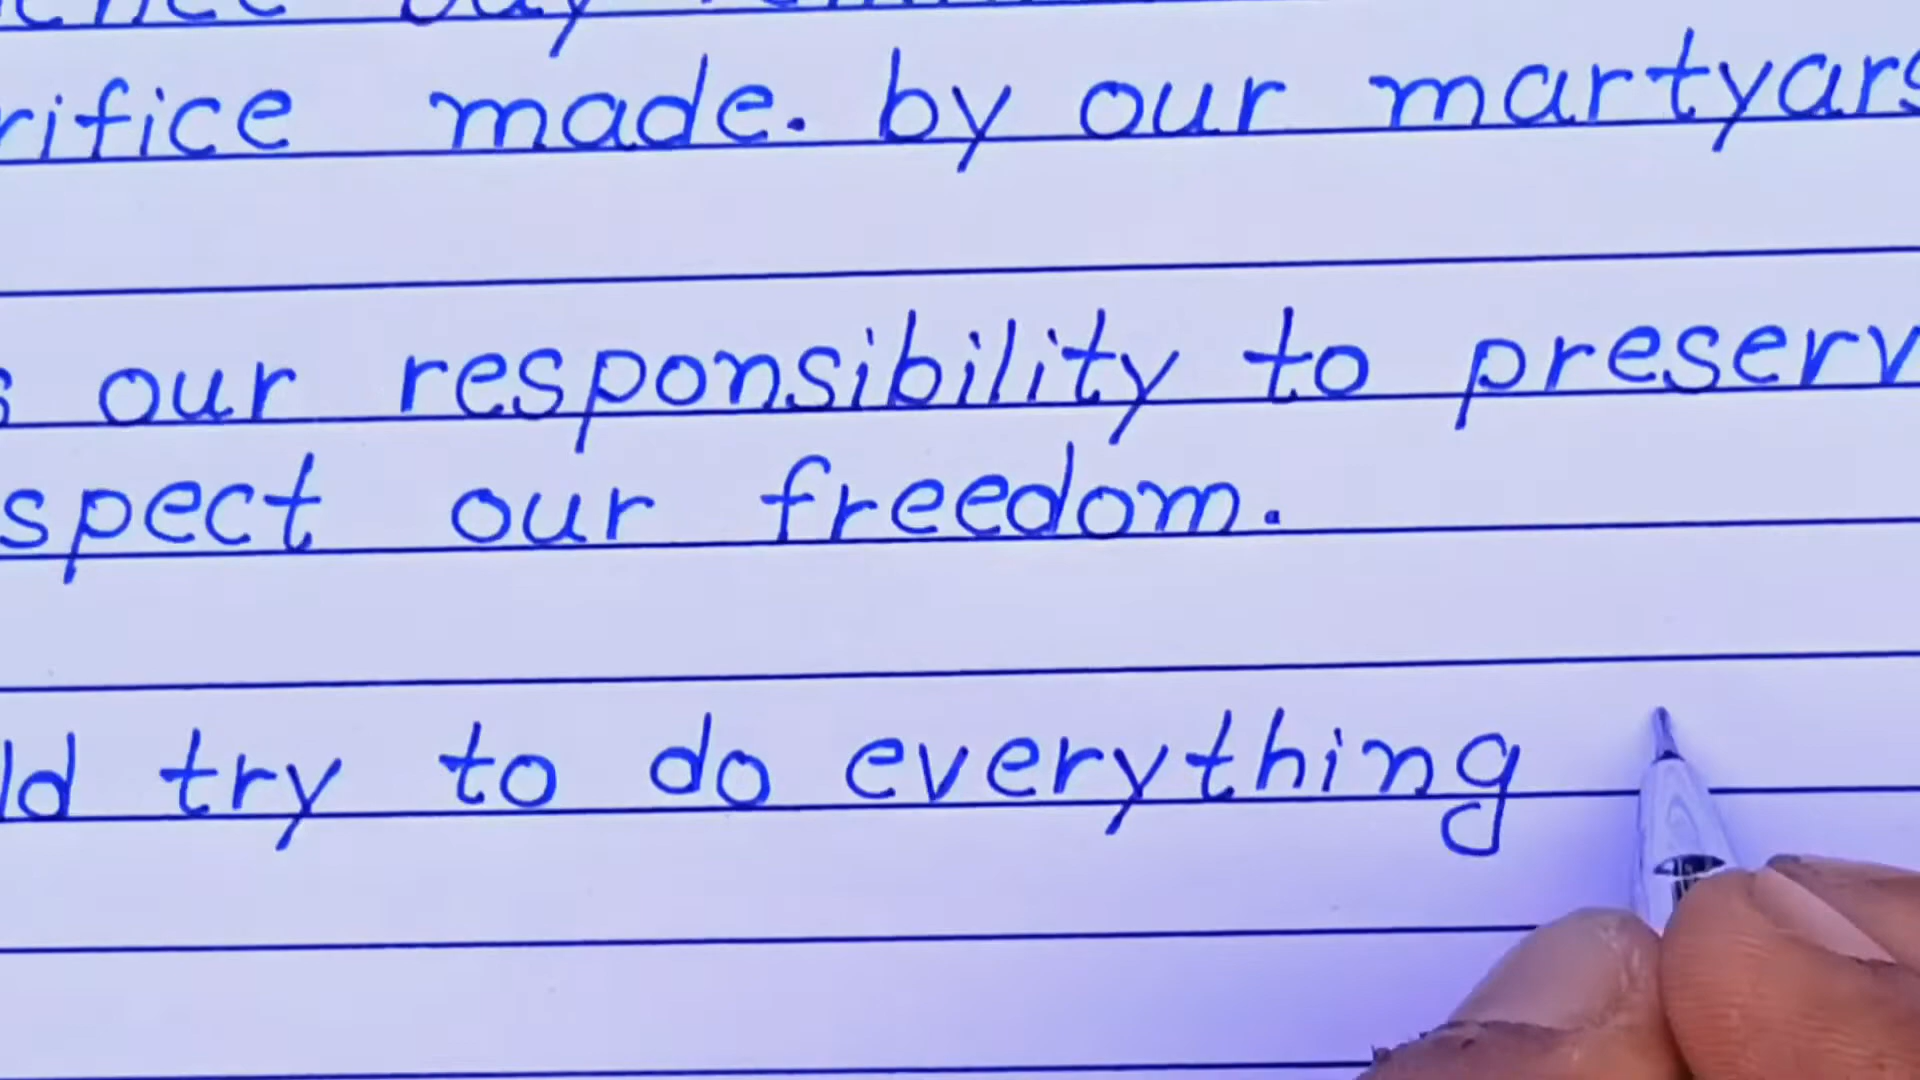 rifice made. by our martyars
our responsibility to preserv
spect our freedom.
ld try to do everything